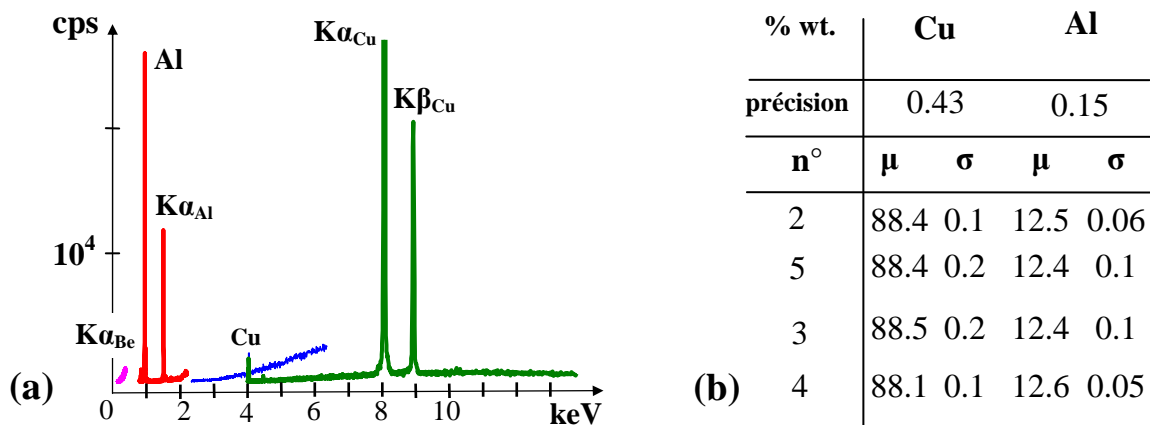 cps
Al
KαCu
KβCu
KαAl
10⁴
KαBe
Cu
0 2 4 6 8 10 keV
(a)
% wt. Cu Al
précision 0.43 0.15
n° μ σ μ σ
2 88.4 0.1 12.5 0.06
5 88.4 0.2 12.4 0.1
3 88.5 0.2 12.4 0.1
4 88.1 0.1 12.6 0.05
(b)